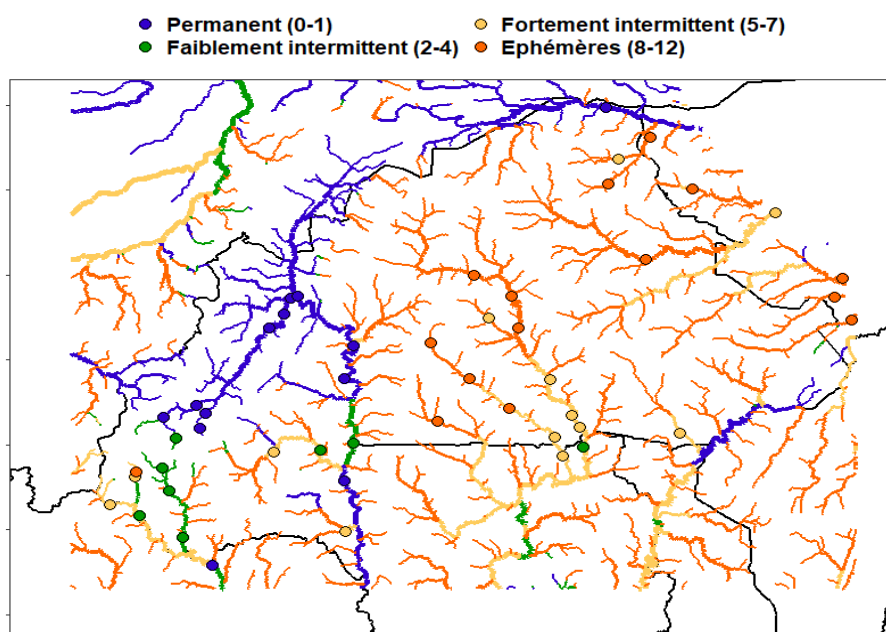 Permanent (0-1)
Fortement intermittent (5-7)
Faiblement intermittent (2-4)
Ephémères (8-12)